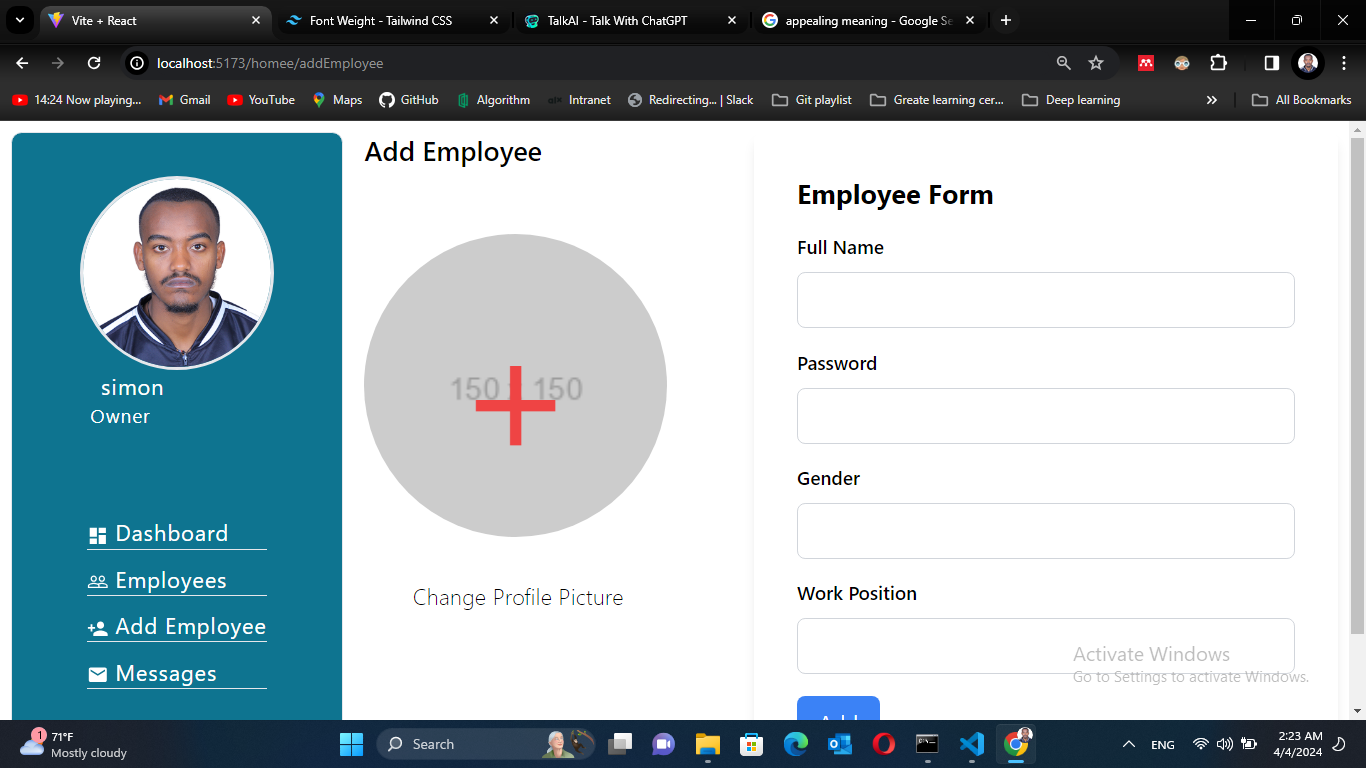 Vite + React
Font Weight - Tailwind CSS
TalkAI - Talk With ChatGPT
appealing meaning - Google Se
localhost:5173/homee/addEmployee
14:24 Now playing...
Gmail
YouTube
Maps
GitHub
Algorithm
Intranet
Redirecting... | Slack
Git playlist
Greate learning cer...
Deep learning
All Bookmarks
simon
Owner
Dashboard
Employees
Add Employee
Messages
Add Employee
150 150
Change Profile Picture
Employee Form
Full Name
Password
Gender
Work Position
Add
Activate Windows
Go to Settings to activate Windows.
1
71°F
Mostly cloudy
Search
ENG
2:23 AM
4/4/2024